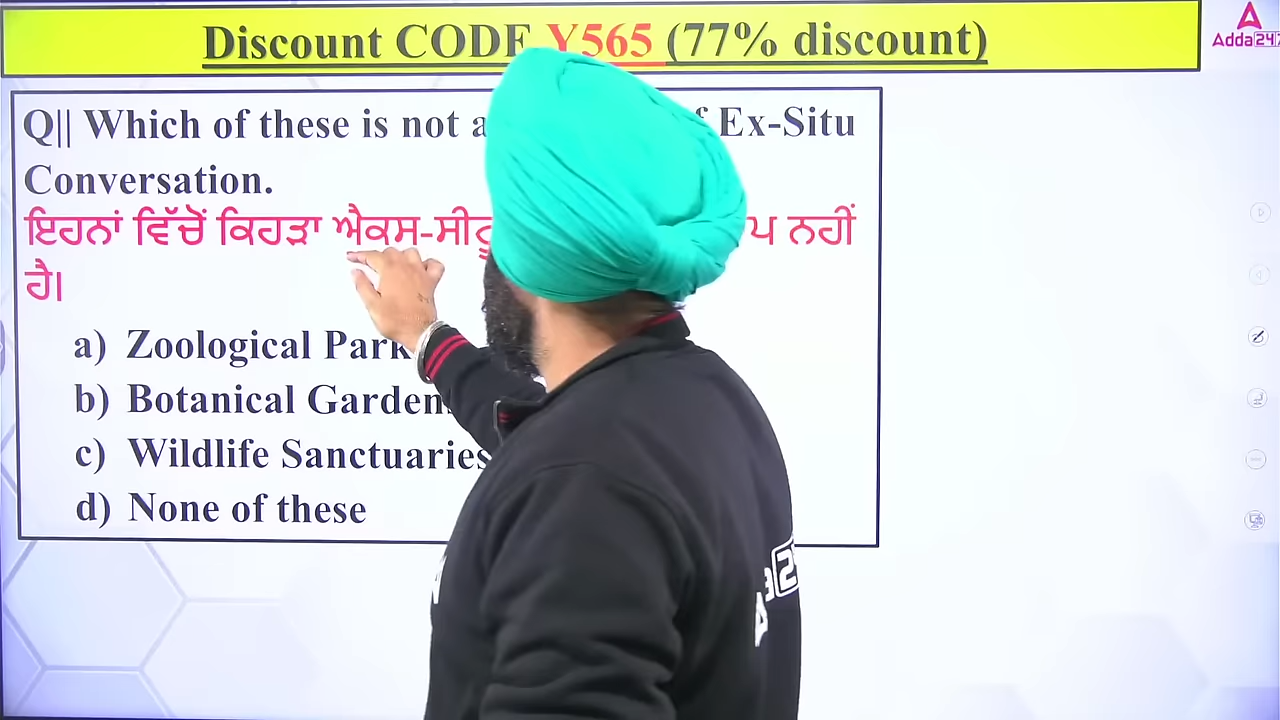 Discount CODE Y565 (77% discount)
Adda247
Q|| Which of these is not a Ex-Situ
Conversation.
ਇਹਨਾਂ ਵਿੱਚੋਂ ਕਿਹੜਾ ਐਕਸ-ਸੀਟੂ ਨਹੀਂ
ਹੈ।
a) Zoological Park
b) Botanical Garden
c) Wildlife Sanctuaries
d) None of these